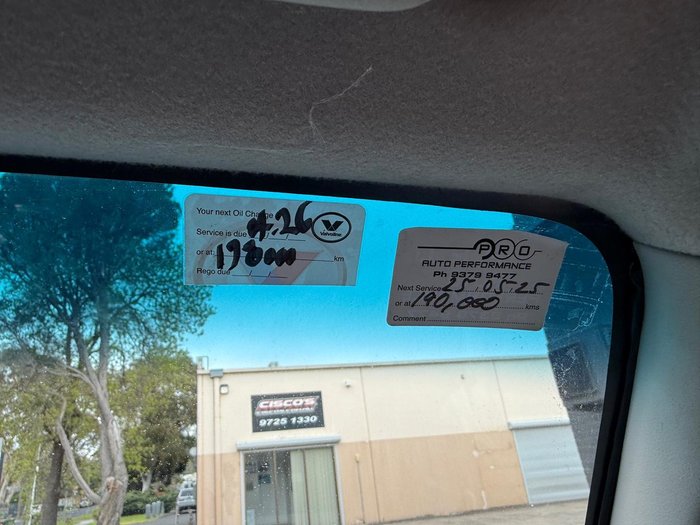 Your next Oil Change
Service is due 4.26
or at 198000 km
Rego due / /
Valvoline
PRO
AUTO PERFORMANCE
Ph 9379 9477
Next Service 25.05.25
or at 190,000 kms
Comment
CISCO'S
9725 1330